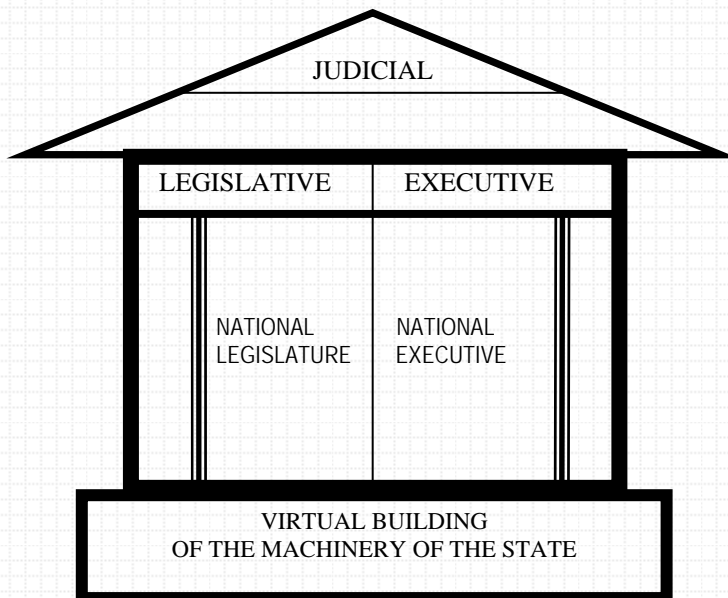 JUDICIAL
LEGISLATIVE
EXECUTIVE
NATIONAL
LEGISLATURE
NATIONAL
EXECUTIVE
VIRTUAL BUILDING
OF THE MACHINERY OF THE STATE